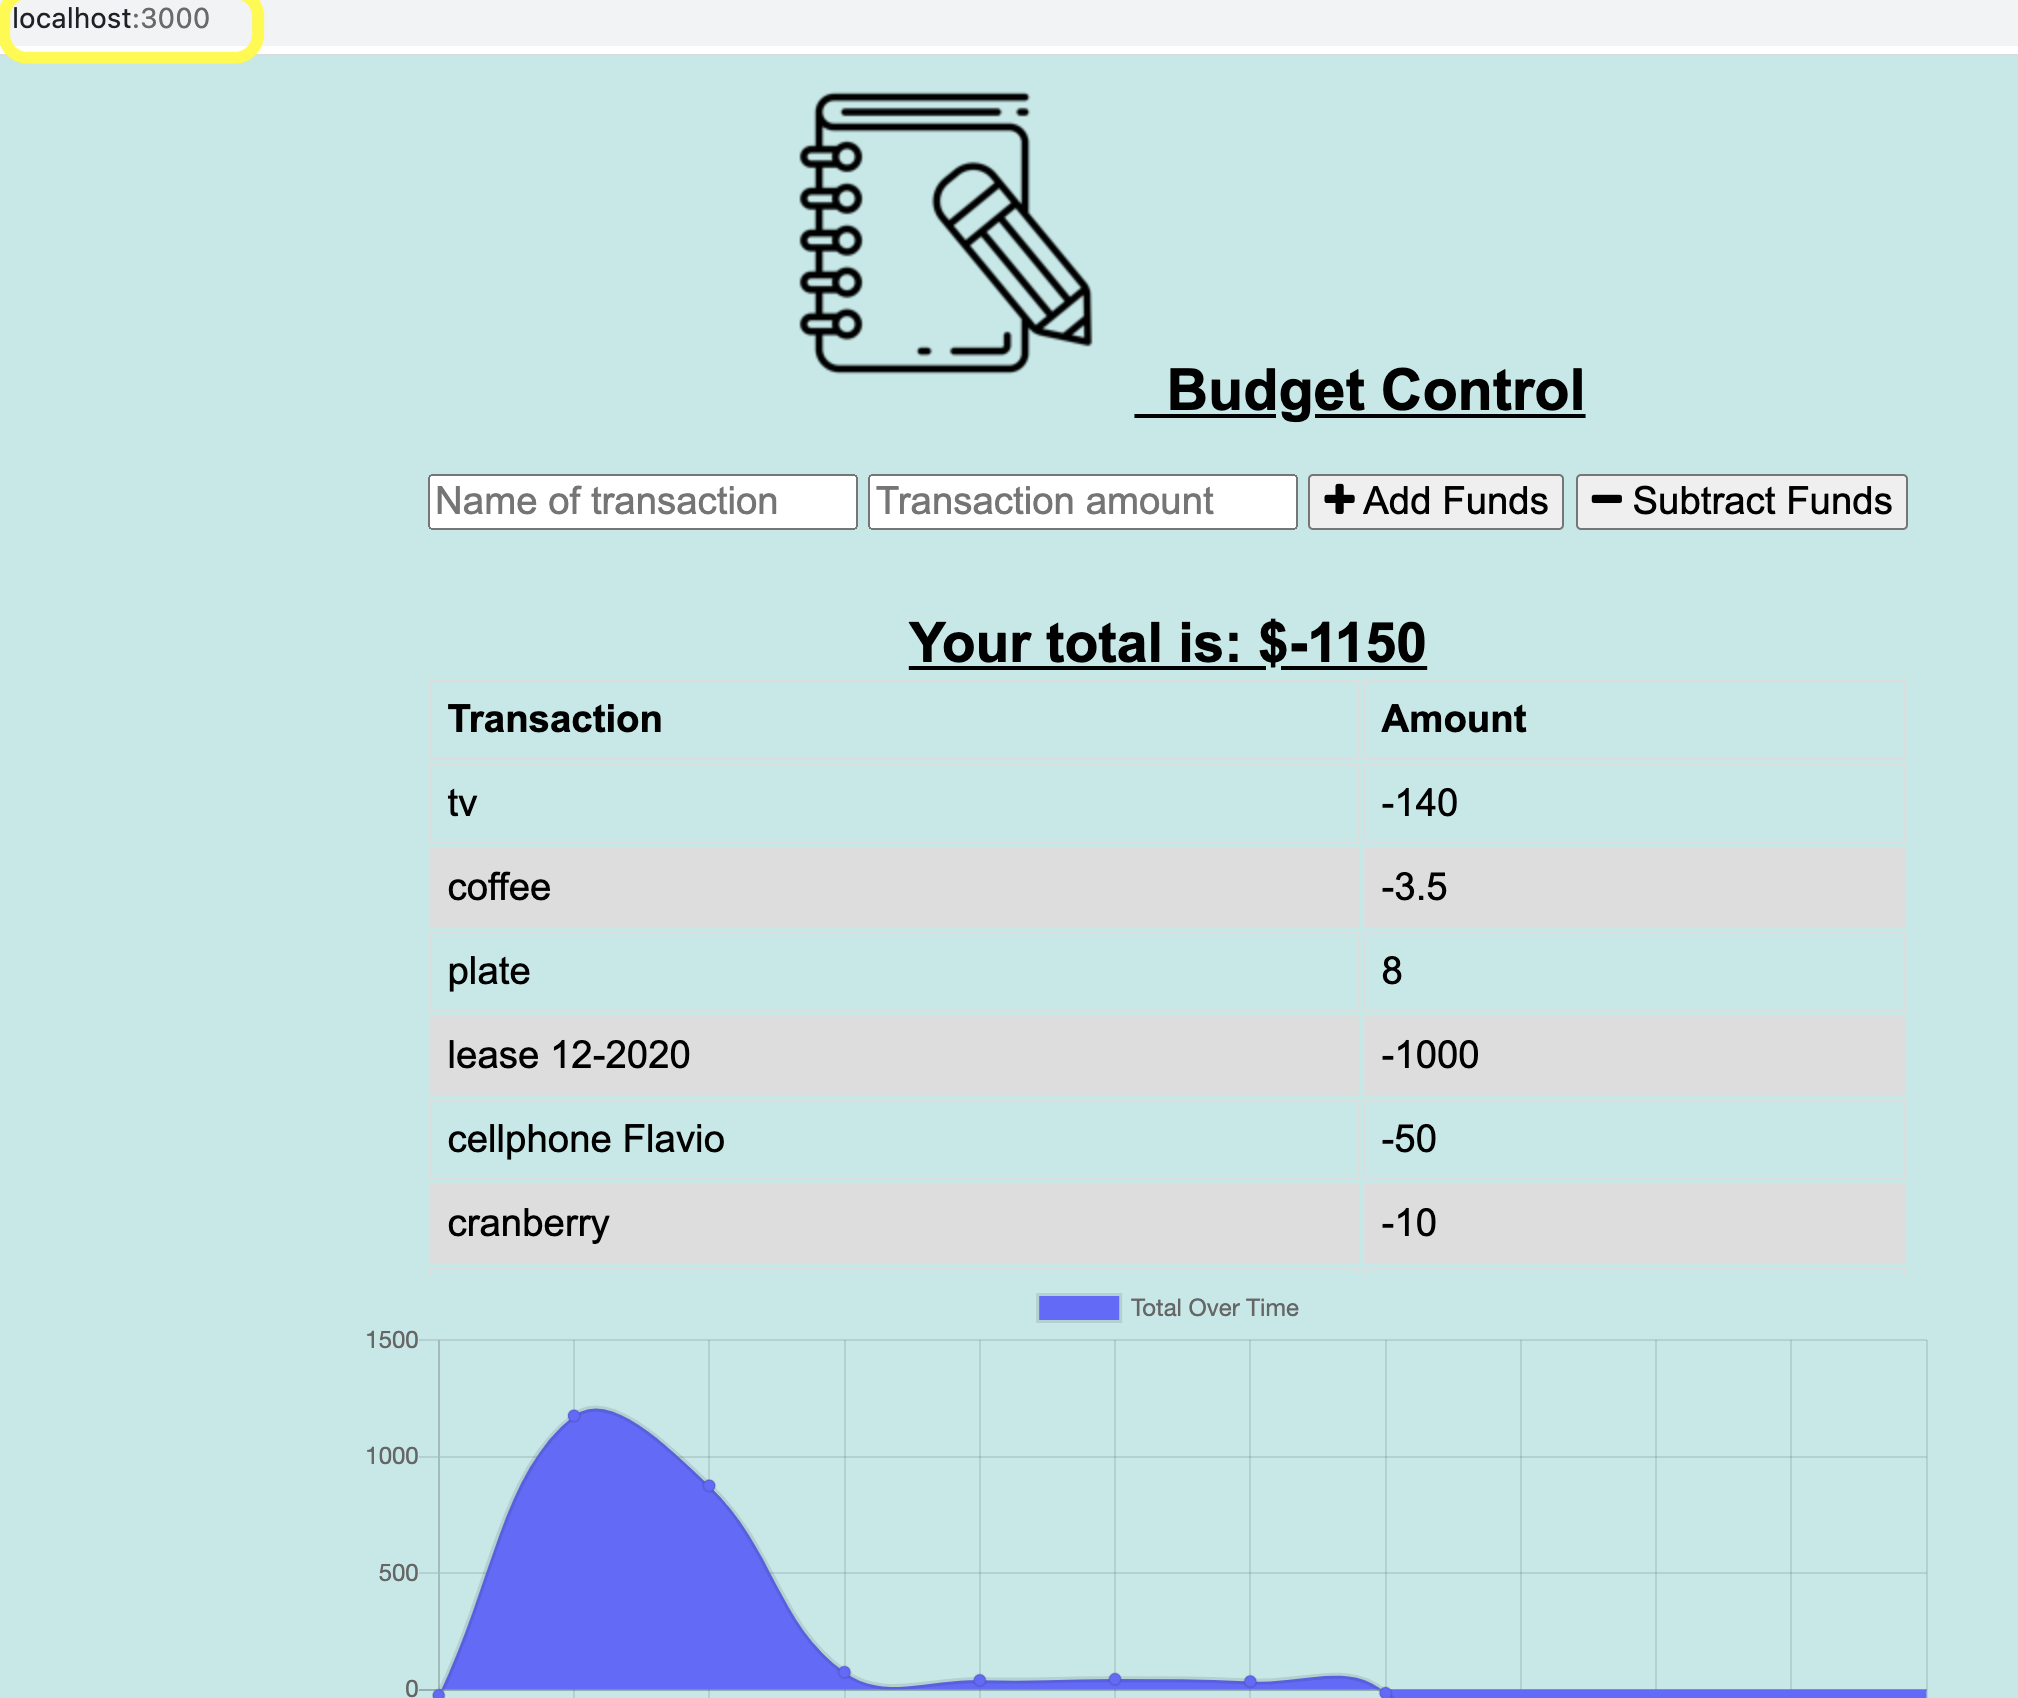 localhost:3000
Budget Control
Name of transaction Transaction amount Add Funds Subtract Funds
Your total is: $-1150
Transaction Amount
tv -140
coffee -3.5
plate 8
lease 12-2020 -1000
cellphone Flavio -50
cranberry -10
Total Over Time
1500
1000
500
0